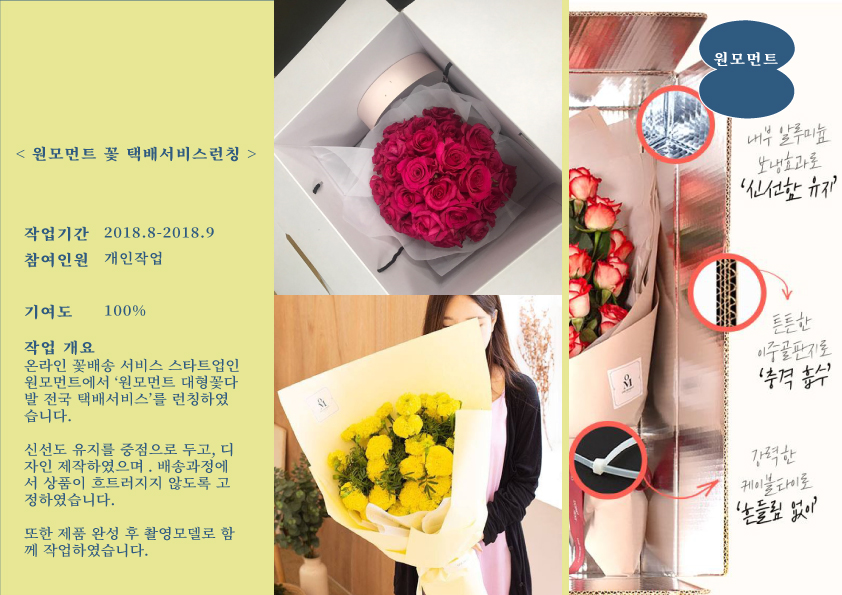 < 원모먼트 꽃 택배서비스런칭 >
작업기간 2018.8-2018.9
참여인원 개인작업
기여도 100%
작업 개요
온라인 꽃배송 서비스 스타트업인
원모먼트에서 ‘원모먼트 대형꽃다
발 전국 택배서비스’를 런칭하였
습니다.
신선도 유지를 중점으로 두고, 디
자인 제작하였으며 . 배송과정에
서 상품이 흐트러지지 않도록 고
정하였습니다.
또한 제품 완성 후 촬영모델로 함
께 작업하였습니다.
원모먼트
내부 알루미늄
보냉효과로
‘신선함 유지’
튼튼한
이중골판지로
‘충격 흡수’
강력한
케이블타이로
‘흔들림 없이’
OM
OM